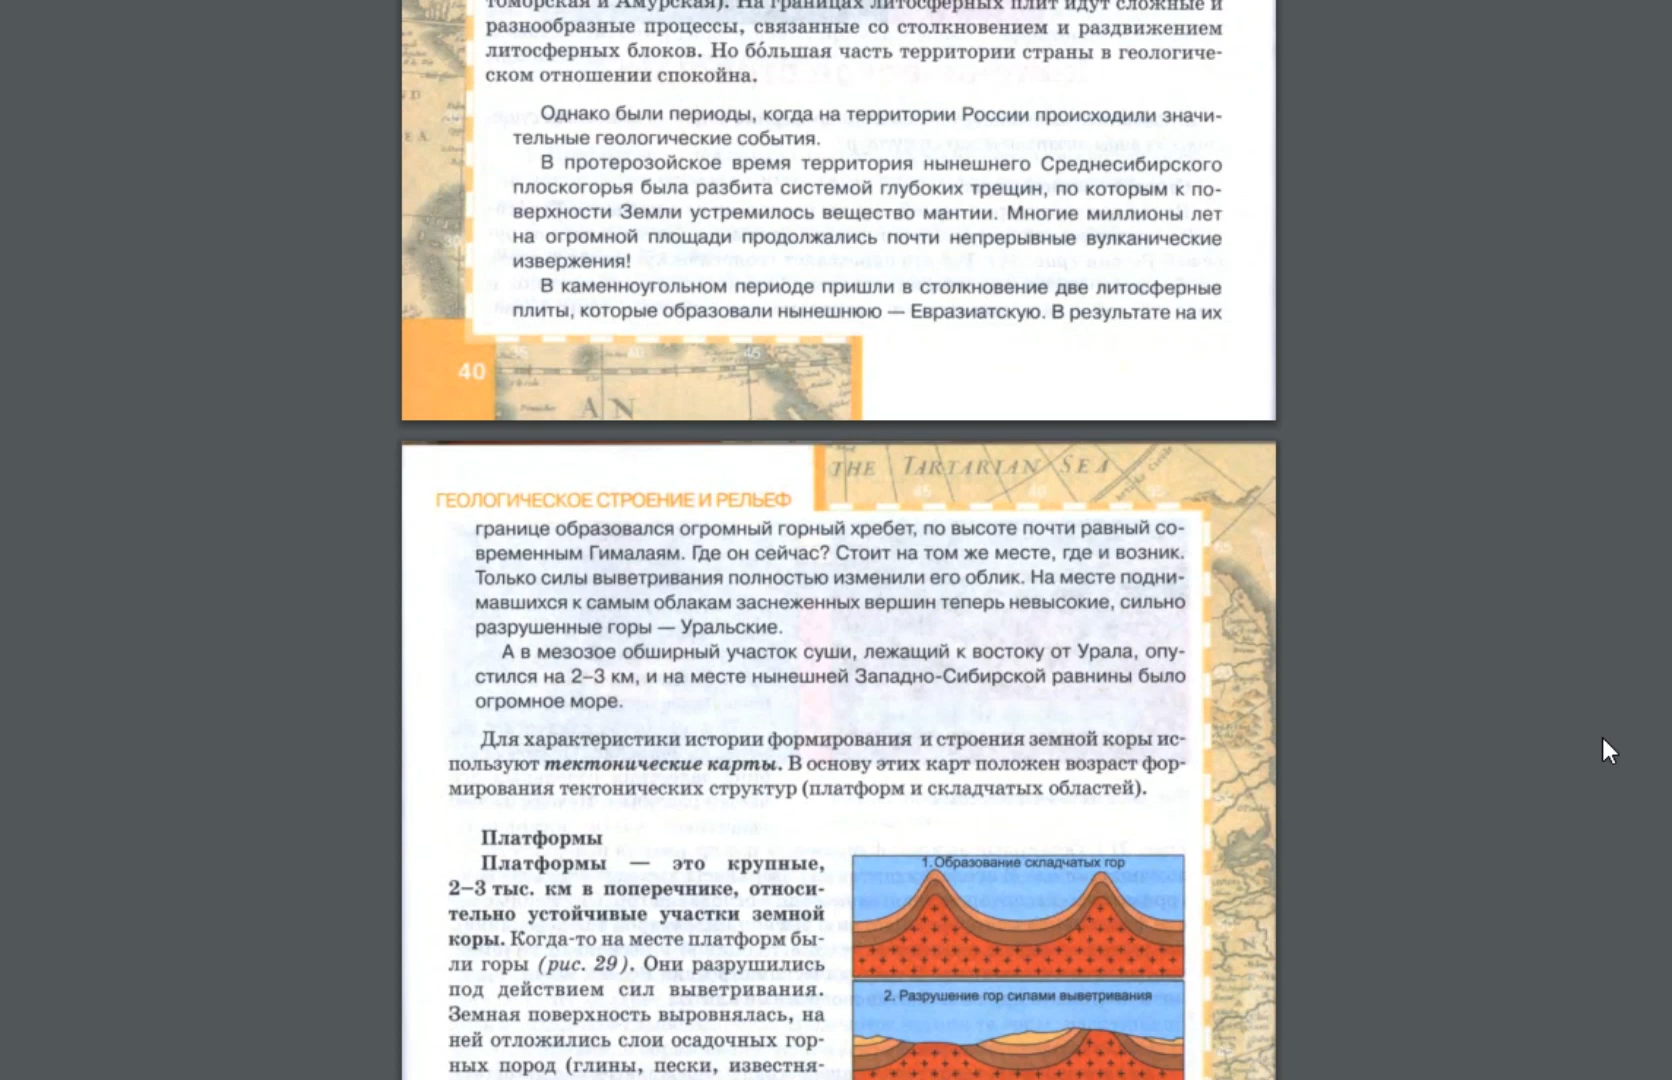 томорская и Амурская). На границах литосферных плит идут сложные и
разнообразные процессы, связанные со столкновением и раздвижением
литосферных блоков. Но бо́льшая часть территории страны в геологиче-
ском отношении спокойна.
Однако были периоды, когда на территории России происходили значи-
тельные геологические события.
В протерозойское время территория нынешнего Среднесибирского
плоскогорья была разбита системой глубоких трещин, по которым к по-
верхности Земли устремилось вещество мантии. Многие миллионы лет
на огромной площади продолжались почти непрерывные вулканические
извержения!
В каменноугольном периоде пришли в столкновение две литосферные
плиты, которые образовали нынешнюю — Евразиатскую. В результате на их
40
A N
THE TARTARIAN SEA
ГЕОЛОГИЧЕСКОЕ СТРОЕНИЕ И РЕЛЬЕФ
границе образовался огромный горный хребет, по высоте почти равный со-
временным Гималаям. Где он сейчас? Стоит на том же месте, где и возник.
Только силы выветривания полностью изменили его облик. На месте подни-
мавшихся к самым облакам заснеженных вершин теперь невысокие, сильно
разрушенные горы — Уральские.
А в мезозое обширный участок суши, лежащий к востоку от Урала, опу-
стился на 2–3 км, и на месте нынешней Западно-Сибирской равнины было
огромное море.
Для характеристики истории формирования и строения земной коры ис-
пользуют тектонические карты. В основу этих карт положен возраст фор-
мирования тектонических структур (платформ и складчатых областей).
Платформы
Платформы — это крупные,
2–3 тыс. км в поперечнике, относи-
тельно устойчивые участки земной
коры. Когда-то на месте платформ бы-
ли горы (рис. 29). Они разрушились
под действием сил выветривания.
Земная поверхность выровнялась, на
ней отложились слои осадочных гор-
ных пород (глины, пески, известня-
1. Образование складчатых гор
2. Разрушение гор силами выветривания